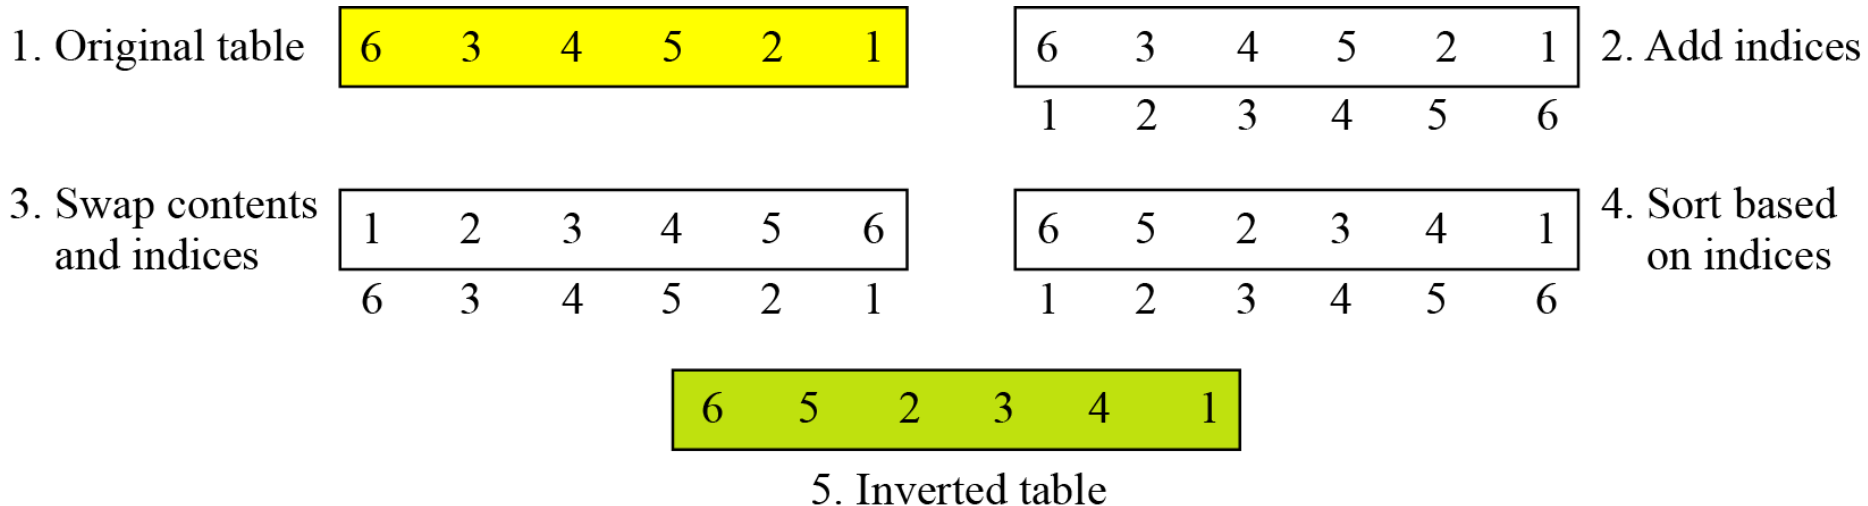 1. Original table 6 3 4 5 2 1
6 3 4 5 2 1 2. Add indices
1 2 3 4 5 6
3. Swap contents
and indices
1 2 3 4 5 6
6 3 4 5 2 1
6 5 2 3 4 1
1 2 3 4 5 6
4. Sort based
on indices
6 5 2 3 4 1
5. Inverted table